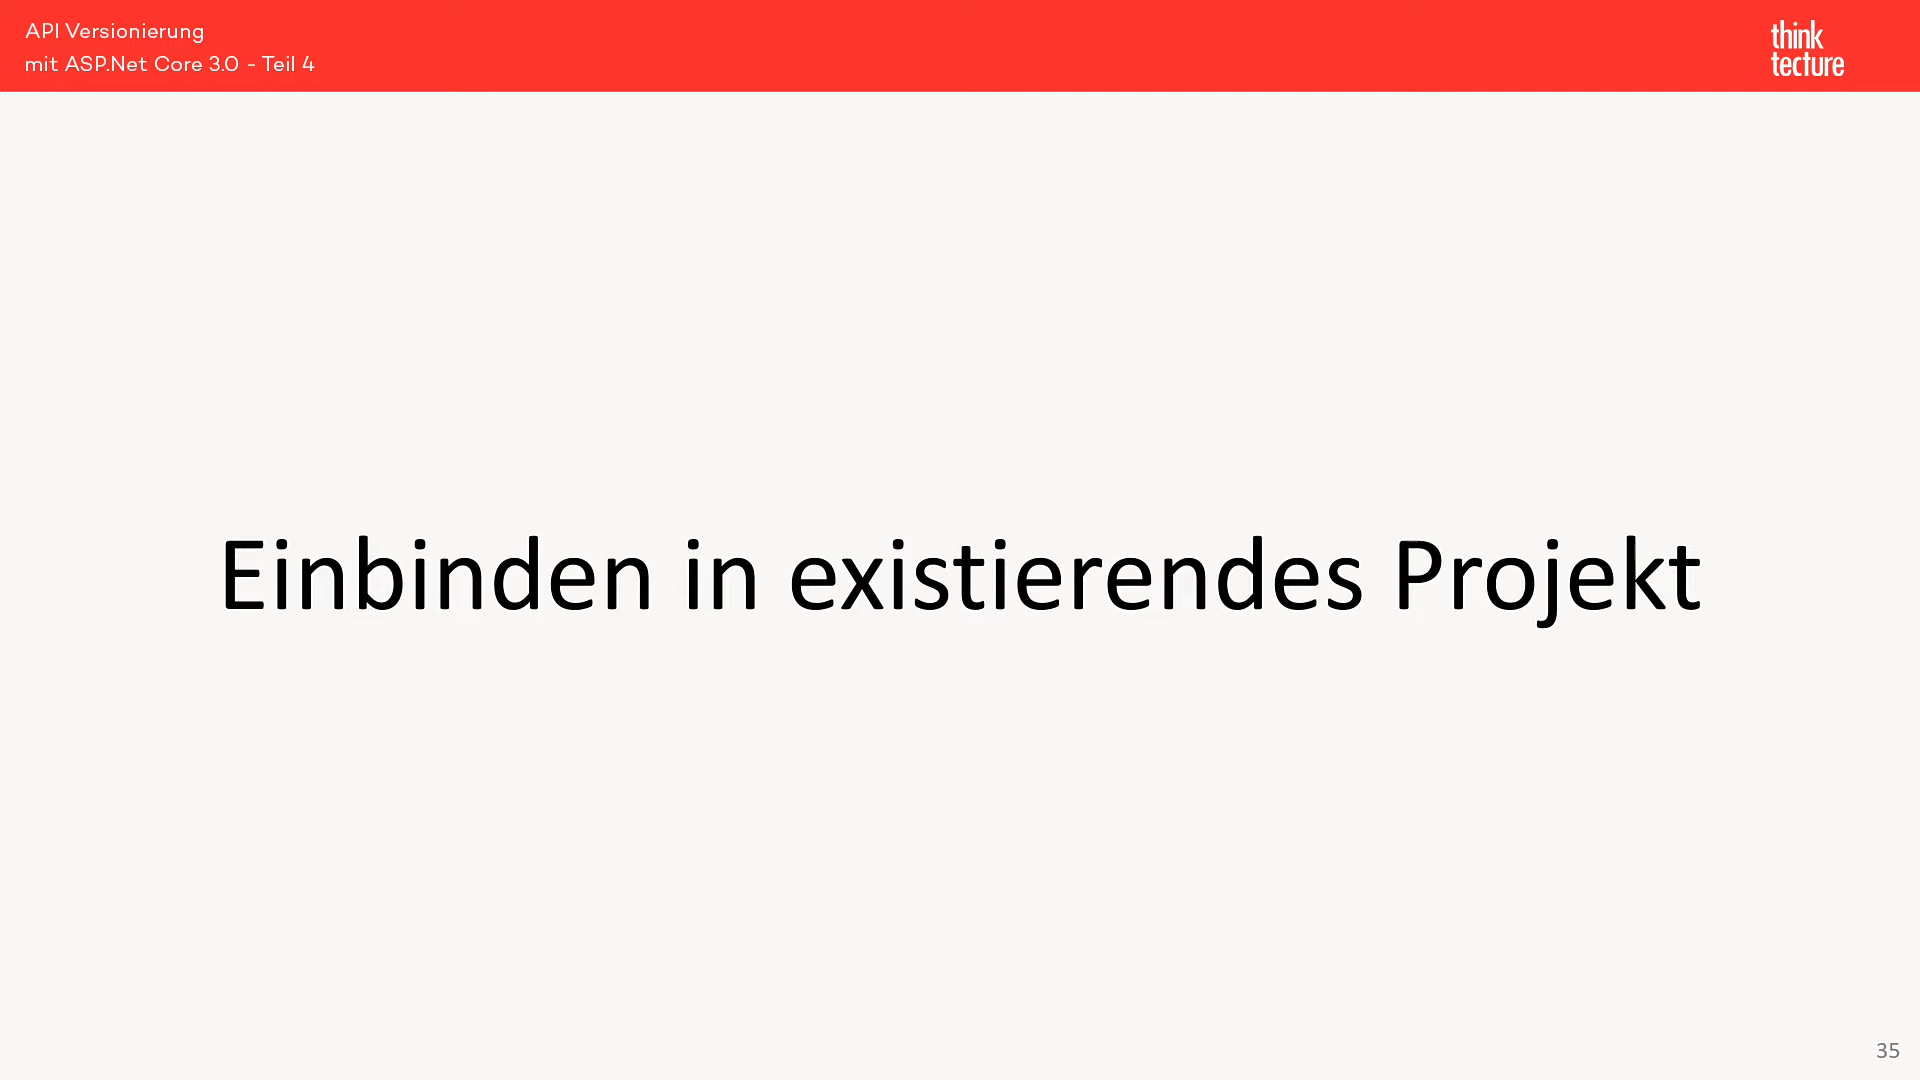 API Versionierung
mit ASP.Net Core 3.0 - Teil 4
think
tecture
Einbinden in existierendes Projekt
35